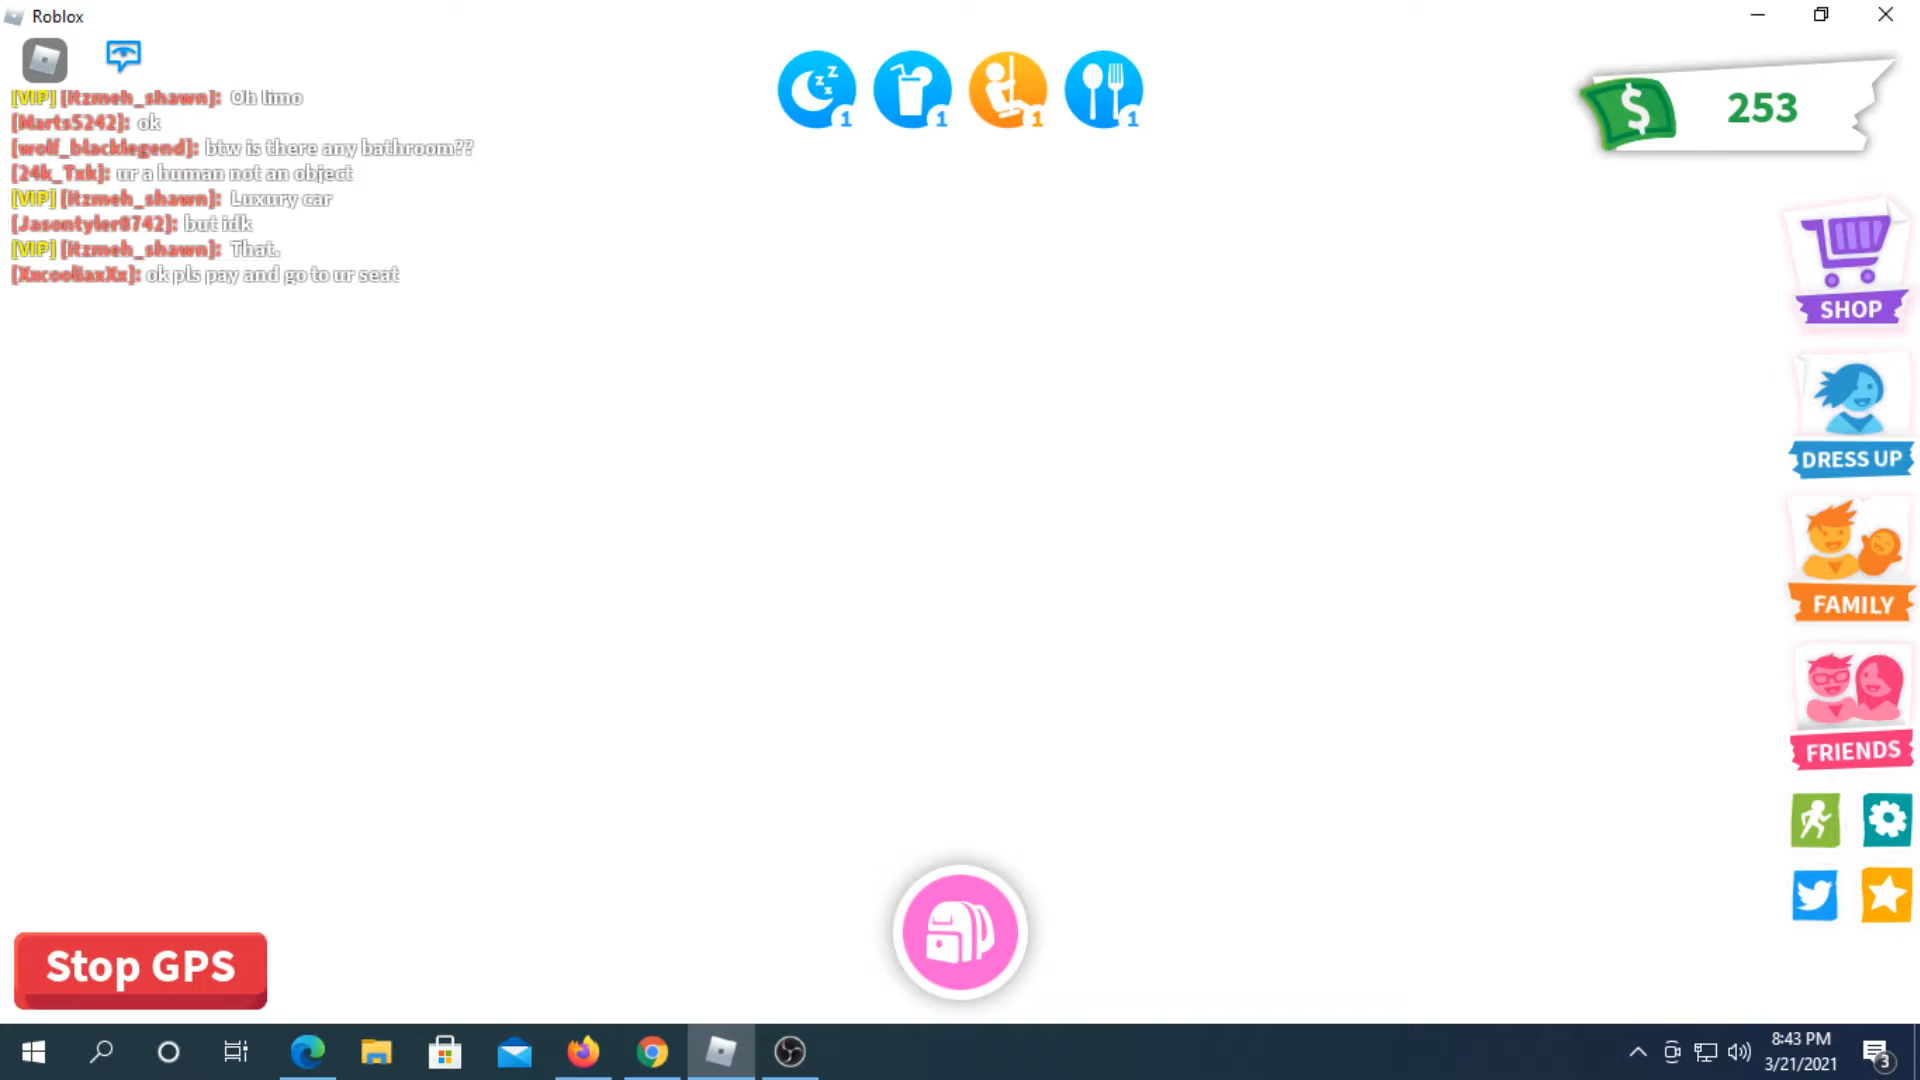 Roblox
[VIP] [Itzmeh_shawn]: Oh limo
[Marts5242]: ok
[wolf_blacklegend]: btw is there any bathroom??
[24k_Txk]: ur a human not an object
[VIP] [Itzmeh_shawn]: Luxury car
[Jasontyler8742]: but idk
[VIP] [Itzmeh_shawn]: That.
[XxcooliaxXx]: ok pls pay and go to ur seat
1
1
1
1
253
SHOP
DRESS UP
FAMILY
FRIENDS
Stop GPS
8:43 PM
3/21/2021
3